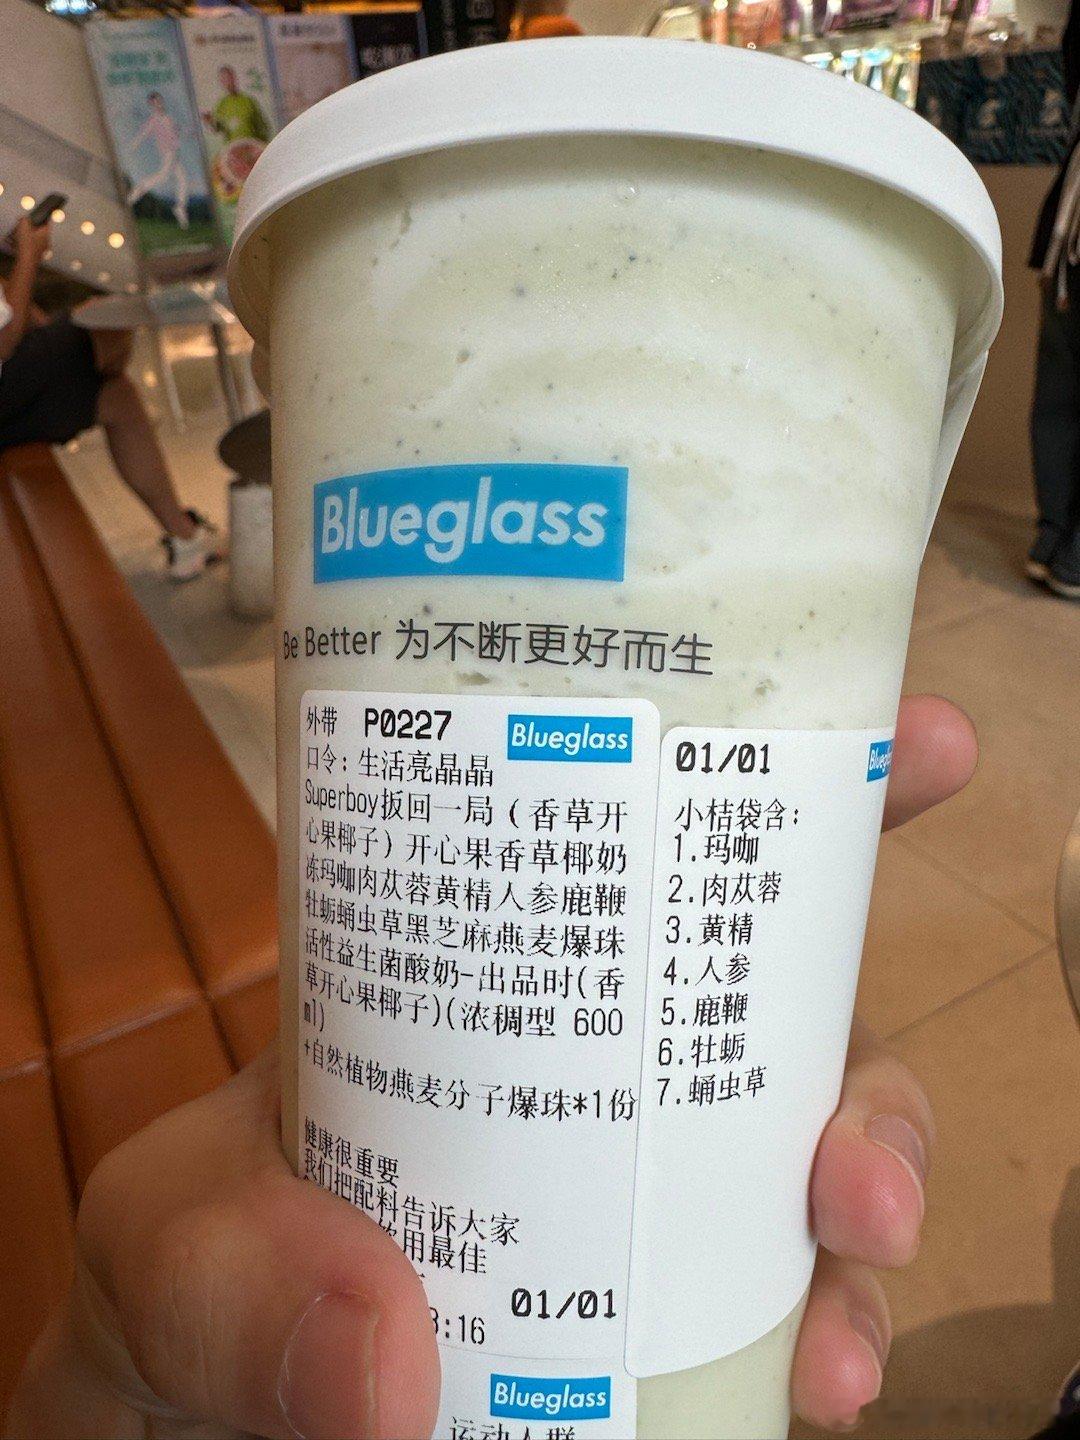 Blueglass
Be Better 为不断更好而生
外带 P0227 Blueglass
口令：生活亮晶晶
Superboy扳回一局（香草开
心果椰子）开心果香草椰奶
冻玛咖肉苁蓉黄精人参鹿鞭
牡蛎蛹虫草黑芝麻燕麦爆珠
活性益生菌酸奶-出品时(香
草开心果椰子)(浓稠型 600
ml)
+自然植物燕麦分子爆珠*1份
健康很重要
我们把配料告诉大家
用最佳
01/01
3:16
Blueglass
运动人群
01/01
小桔袋含：
1.玛咖
2.肉苁蓉
3.黄精
4.人参
5.鹿鞭
6.牡蛎
7.蛹虫草